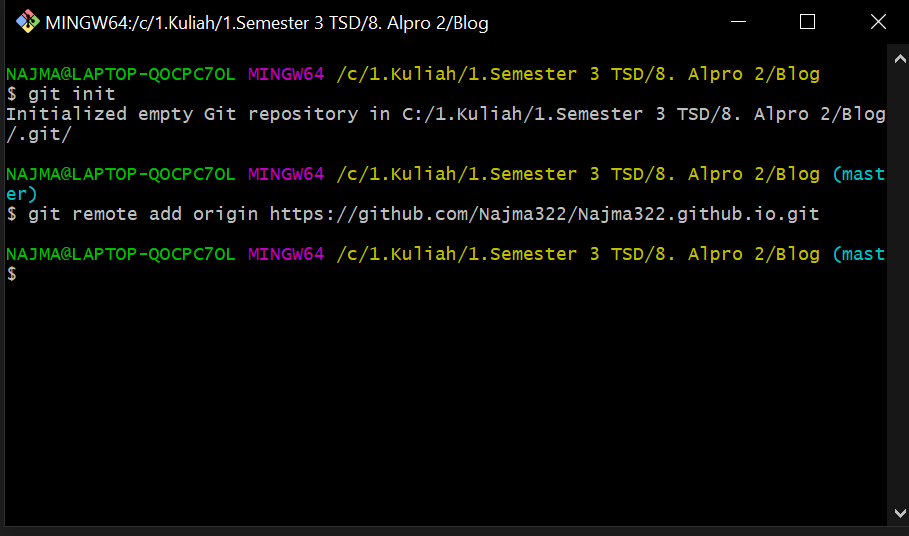 MINGW64:/c/1.Kuliah/1.Semester 3 TSD/8. Alpro 2/Blog
NAJMA@LAPTOP-QOCPC7OL MINGW64 /c/1.Kuliah/1.Semester 3 TSD/8. Alpro 2/Blog
$ git init
Initialized empty Git repository in C:/1.Kuliah/1.Semester 3 TSD/8. Alpro 2/Blog
/.git/
NAJMA@LAPTOP-QOCPC7OL MINGW64 /c/1.Kuliah/1.Semester 3 TSD/8. Alpro 2/Blog (mast
er)
$ git remote add origin https://github.com/Najma322/Najma322.github.io.git
NAJMA@LAPTOP-QOCPC7OL MINGW64 /c/1.Kuliah/1.Semester 3 TSD/8. Alpro 2/Blog (mast
$